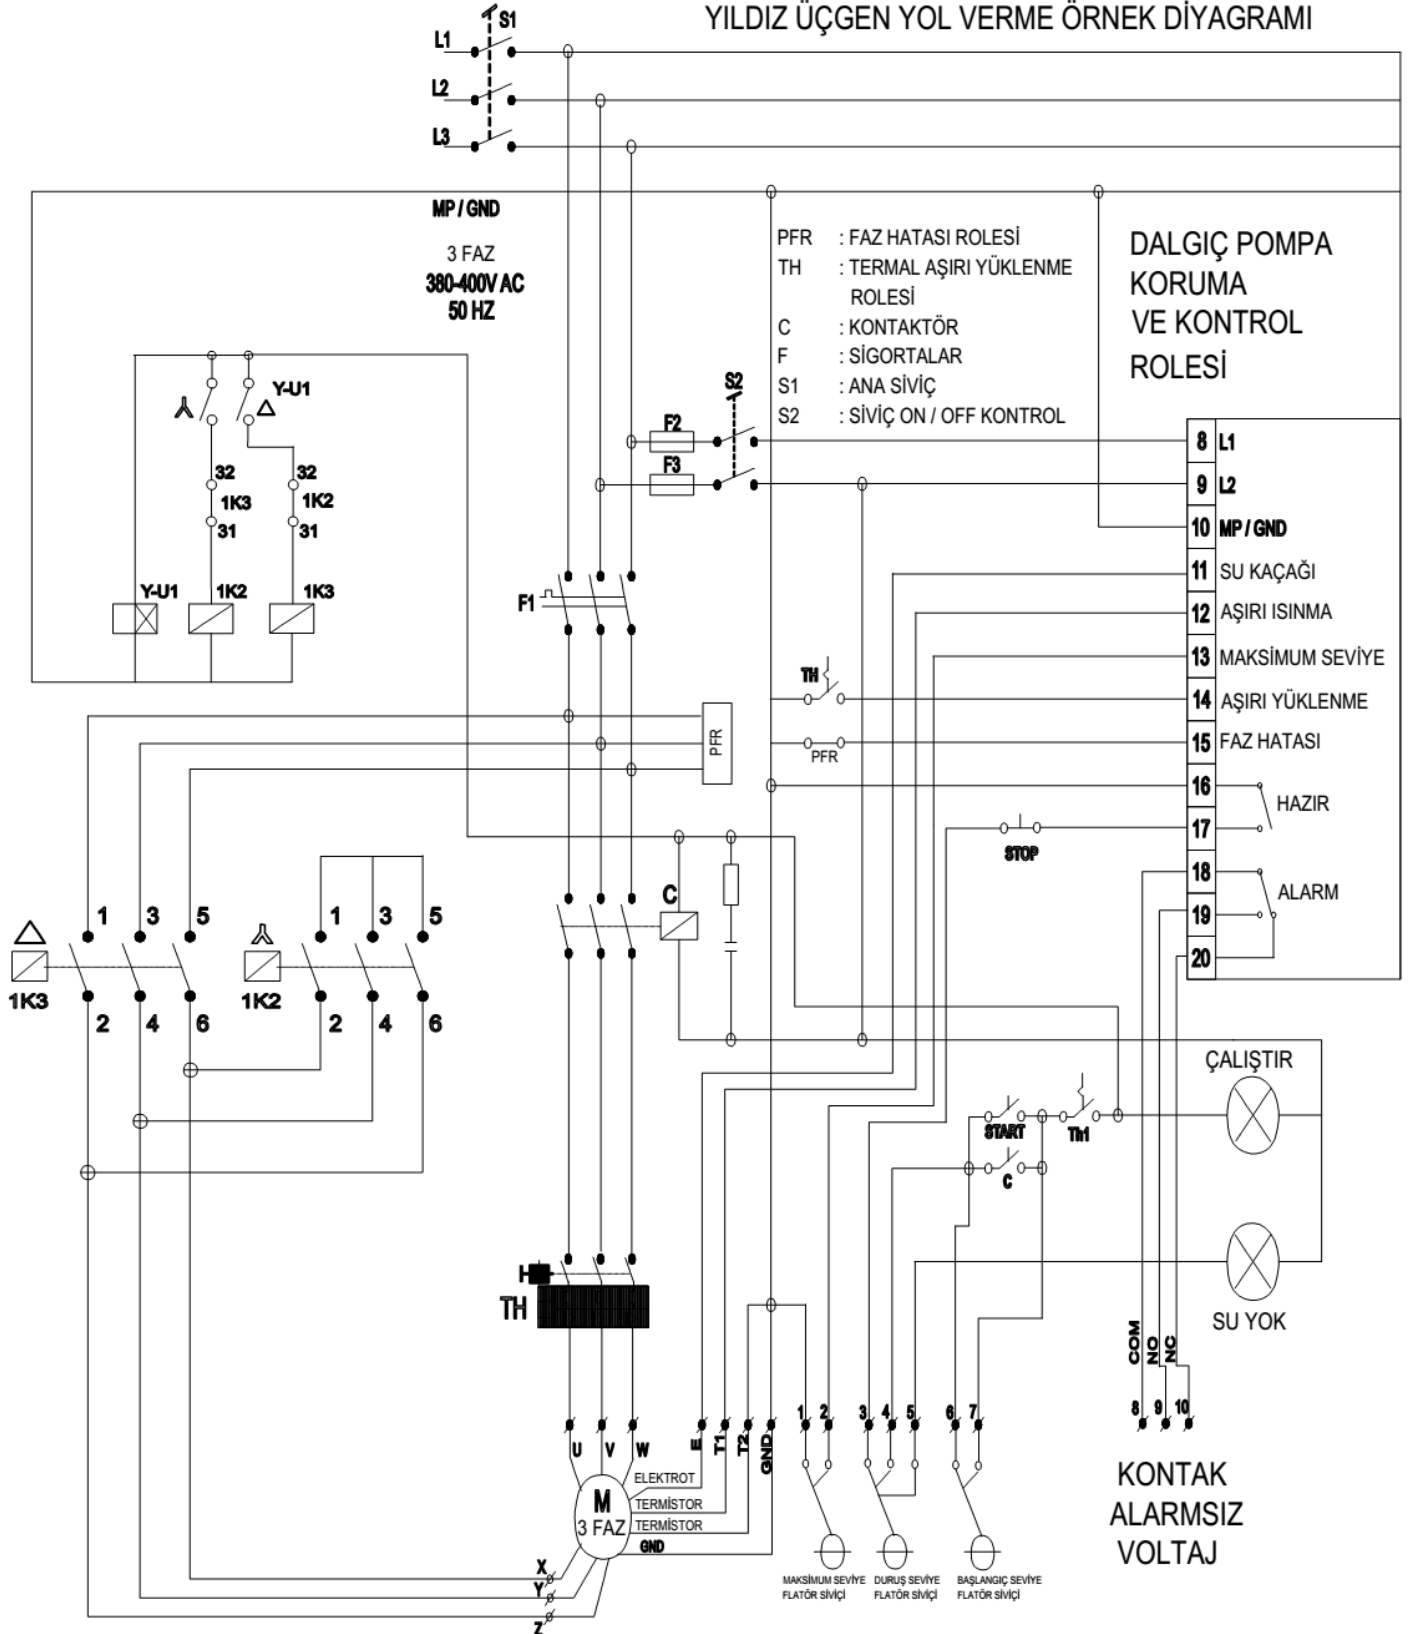 YILDIZ ÜÇGEN YOL VERME ÖRNEK DİYAGRAMI
S1
L1
L2
L3
MP / GND
3 FAZ
380-400V AC
50 HZ
PFR : FAZ HATASI ROLESİ
TH : TERMAL AŞIRI YÜKLENME
ROLESİ
C : KONTAKTÖR
F : SİGORTALAR
S1 : ANA SİVİÇ
S2 : SİVİÇ ON / OFF KONTROL
DALGIÇ POMPA
KORUMA
VE KONTROL
ROLESİ
Y-U1
32
1K3
31
32
1K2
31
Y-U1
1K2
1K3
S2
F2
F3
F1
8 L1
9 L2
10 MP / GND
11 SU KAÇAĞI
12 AŞIRI ISINMA
13 MAKSİMUM SEVİYE
14 AŞIRI YÜKLENME
15 FAZ HATASI
16
HAZIR
17
18
ALARM
19
20
TH
PFR
PFR
STOP
C
1 3 5
1K3
2 4 6
1 3 5
1K2
2 4 6
ÇALIŞTIR
START
Th1
C
SU YOK
TH
COM
NO
NC
8 9 10
U V W
E
T1
T2
GND
1 2 3 4 5 6 7
M
3 FAZ
ELEKTROT
TERMİSTOR
TERMİSTOR
GND
X
Y
Z
MAKSİMUM SEVİYE
FLATÖR SİVİÇİ
DURUŞ SEVİYE
FLATÖR SİVİÇİ
BAŞLANGIÇ SEVİYE
FLATÖR SİVİÇİ
KONTAK
ALARMSIZ
VOLTAJ